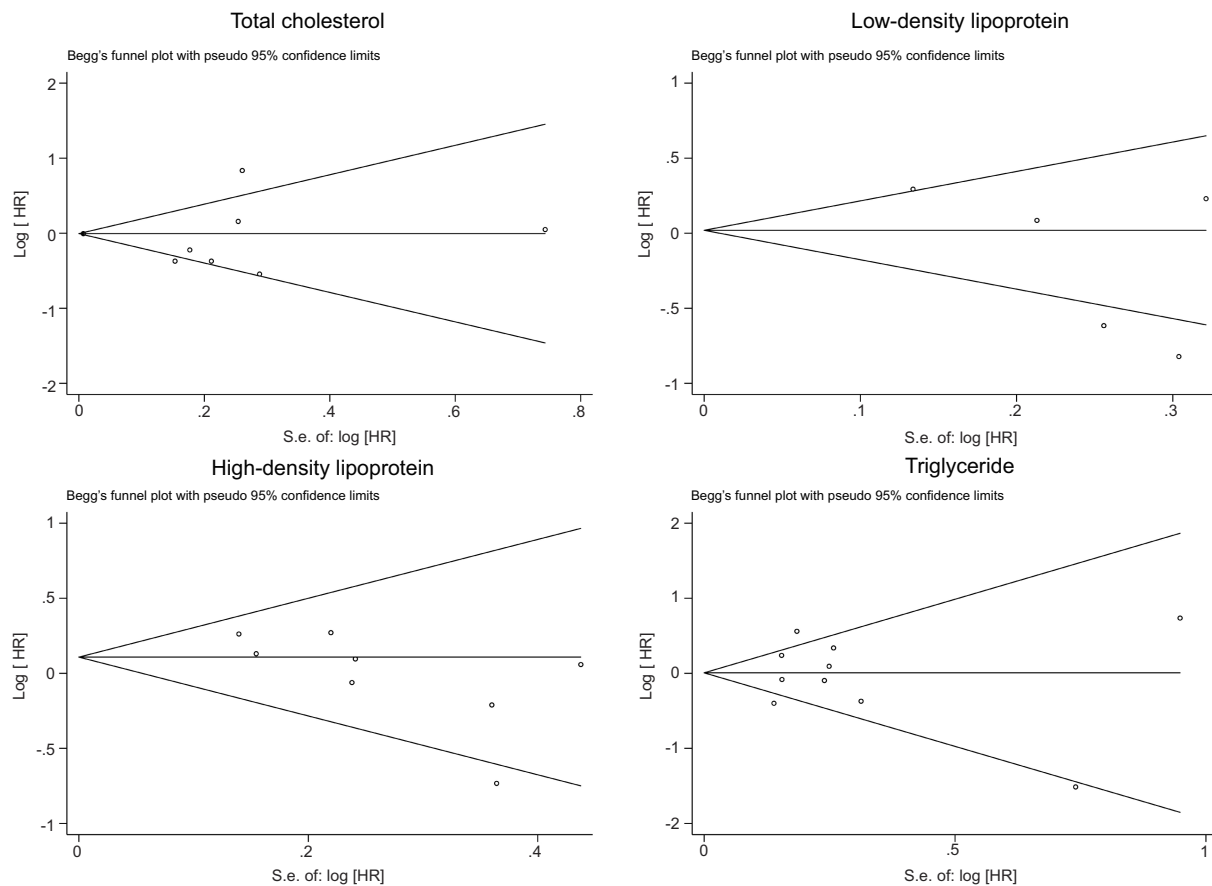 Total cholesterol
Begg's funnel plot with pseudo 95% confidence limits
2
1
0
-1
-2
Log [ HR]
0 .2 .4 .6 .8
S.e. of: log [HR]
Low-density lipoprotein
Begg's funnel plot with pseudo 95% confidence limits
1
.5
0
-.5
-1
Log [ HR]
0 .1 .2 .3
S.e. of: log [HR]
High-density lipoprotein
Begg's funnel plot with pseudo 95% confidence limits
1
.5
0
-.5
-1
Log [ HR]
0 .2 .4
S.e. of: log [HR]
Triglyceride
Begg's funnel plot with pseudo 95% confidence limits
2
1
0
-1
-2
Log [ HR]
0 .5 1
S.e. of: log [HR]